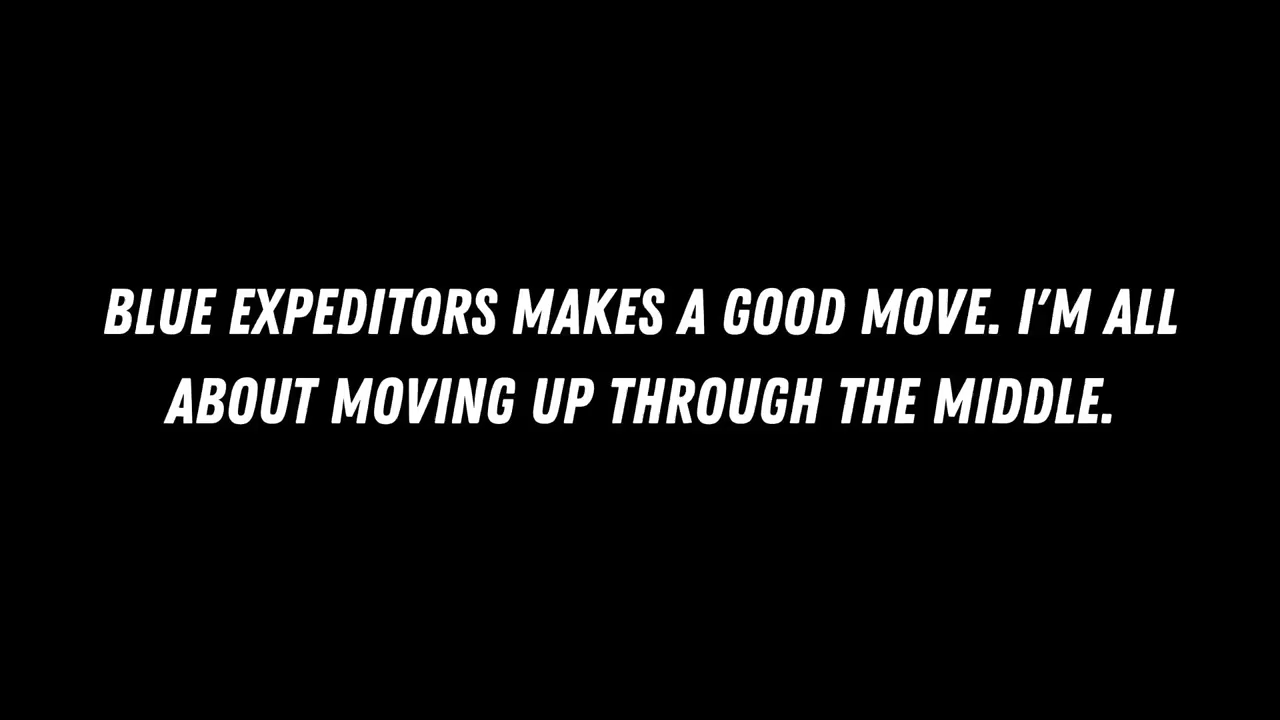 BLUE EXPEDITORS MAKES A GOOD MOVE. I'M ALL
ABOUT MOVING UP THROUGH THE MIDDLE.